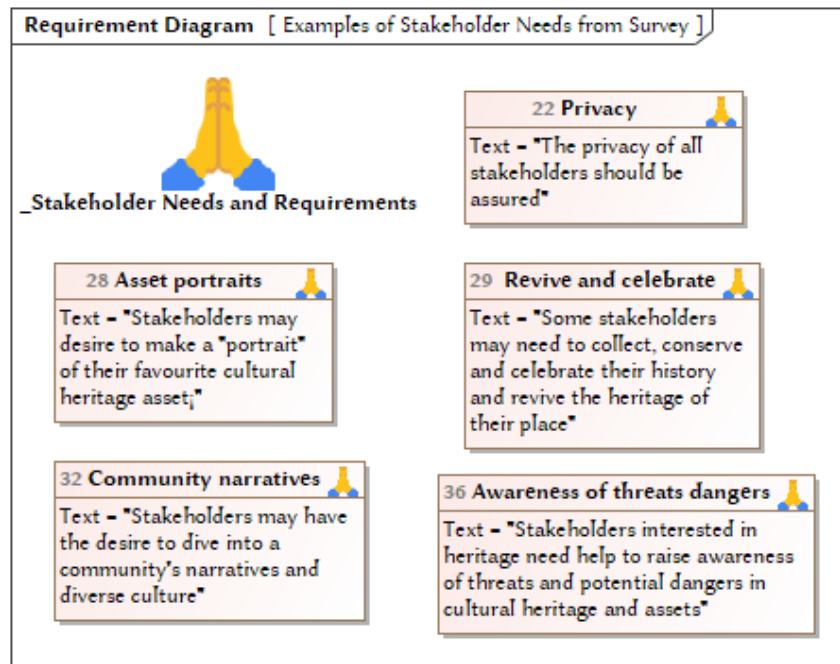 Requirement Diagram [ Examples of Stakeholder Needs from Survey ]
_Stakeholder Needs and Requirements
22 Privacy
Text = "The privacy of all
stakeholders should be
assured"
28 Asset portraits
Text = "Stakeholders may
desire to make a "portrait"
of their favourite cultural
heritage asset¡"
29 Revive and celebrate
Text = "Some stakeholders
may need to collect, conserve
and celebrate their history
and revive the heritage of
their place"
32 Community narratives
Text = "Stakeholders may have
the desire to dive into a
community's narratives and
diverse culture"
36 Awareness of threats dangers
Text = "Stakeholders interested in
heritage need help to raise awareness
of threats and potential dangers in
cultural heritage and assets"